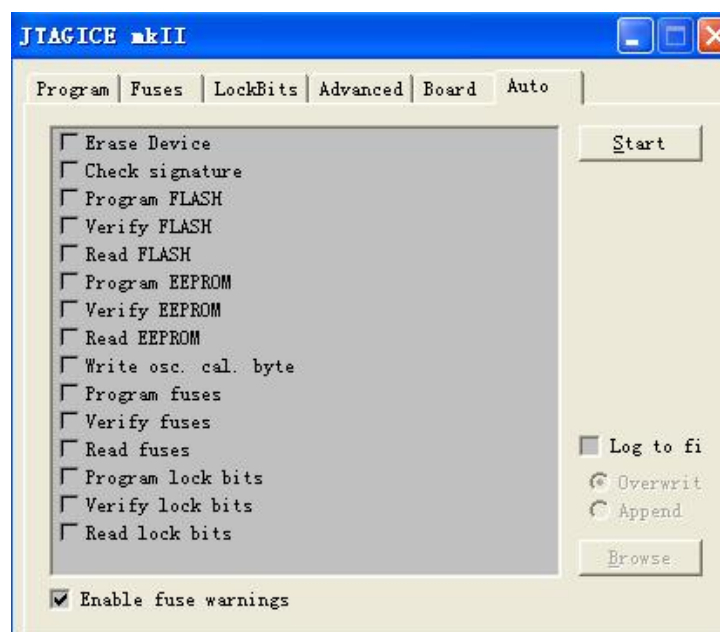 JTAGICE mkII
Program Fuses LockBits Advanced Board Auto
Erase Device
Check signature
Program FLASH
Verify FLASH
Read FLASH
Program EEPROM
Verify EEPROM
Read EEPROM
Write osc. cal. byte
Program fuses
Verify fuses
Read fuses
Program lock bits
Verify lock bits
Read lock bits
Enable fuse warnings
Start
Log to fi
Overwrit
Append
Browse